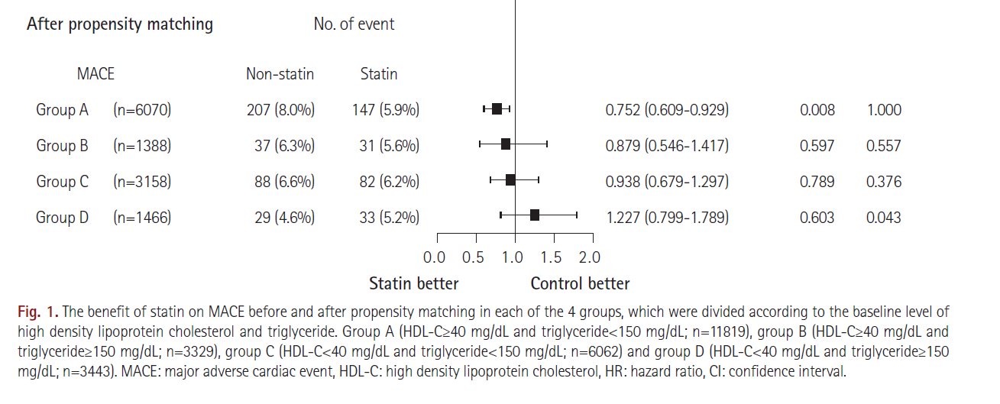 After propensity matching No. of event
MACE Non-statin Statin
Group A (n=6070) 207 (8.0%) 147 (5.9%) 0.752 (0.609-0.929) 0.008 1.000
Group B (n=1388) 37 (6.3%) 31 (5.6%) 0.879 (0.546-1.417) 0.597 0.557
Group C (n=3158) 88 (6.6%) 82 (6.2%) 0.938 (0.679-1.297) 0.789 0.376
Group D (n=1466) 29 (4.6%) 33 (5.2%) 1.227 (0.799-1.789) 0.603 0.043
0.0 0.5 1.0 1.5 2.0
Statin better Control better
Fig. 1. The benefit of statin on MACE before and after propensity matching in each of the 4 groups, which were divided according to the baseline level of
high density lipoprotein cholesterol and triglyceride. Group A (HDL-C≥40 mg/dL and triglyceride<150 mg/dL; n=11819), group B (HDL-C≥40 mg/dL and
triglyceride≥150 mg/dL; n=3329), group C (HDL-C<40 mg/dL and triglyceride<150 mg/dL; n=6062) and group D (HDL-C<40 mg/dL and triglyceride≥150
mg/dL; n=3443). MACE: major adverse cardiac event, HDL-C: high density lipoprotein cholesterol, HR: hazard ratio, CI: confidence interval.